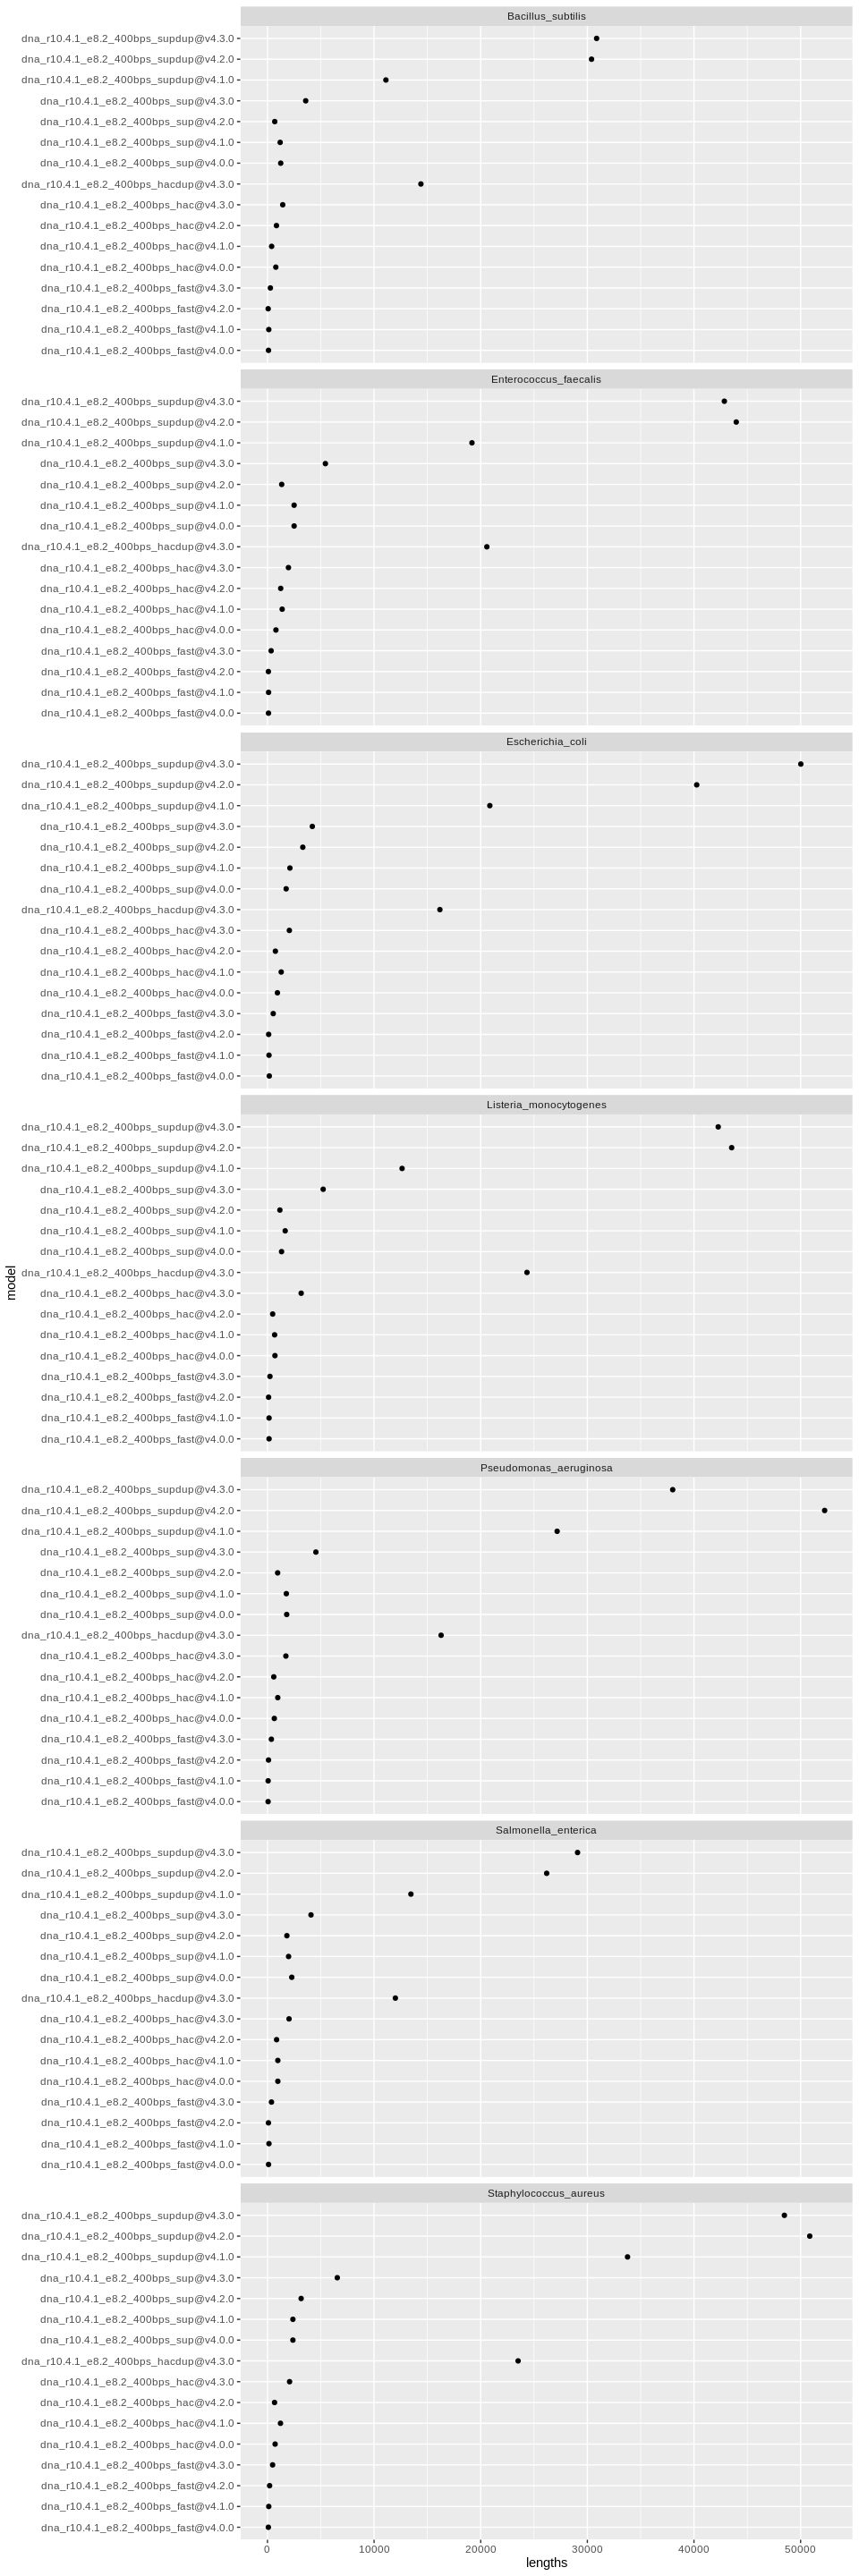 Bacillus_subtilis
dna_r10.4.1_e8.2_400bps_supdup@v4.3.0
dna_r10.4.1_e8.2_400bps_supdup@v4.2.0
dna_r10.4.1_e8.2_400bps_supdup@v4.1.0
dna_r10.4.1_e8.2_400bps_sup@v4.3.0
dna_r10.4.1_e8.2_400bps_sup@v4.2.0
dna_r10.4.1_e8.2_400bps_sup@v4.1.0
dna_r10.4.1_e8.2_400bps_sup@v4.0.0
dna_r10.4.1_e8.2_400bps_hacdup@v4.3.0
dna_r10.4.1_e8.2_400bps_hac@v4.3.0
dna_r10.4.1_e8.2_400bps_hac@v4.2.0
dna_r10.4.1_e8.2_400bps_hac@v4.1.0
dna_r10.4.1_e8.2_400bps_hac@v4.0.0
dna_r10.4.1_e8.2_400bps_fast@v4.3.0
dna_r10.4.1_e8.2_400bps_fast@v4.2.0
dna_r10.4.1_e8.2_400bps_fast@v4.1.0
dna_r10.4.1_e8.2_400bps_fast@v4.0.0
Enterococcus_faecalis
dna_r10.4.1_e8.2_400bps_supdup@v4.3.0
dna_r10.4.1_e8.2_400bps_supdup@v4.2.0
dna_r10.4.1_e8.2_400bps_supdup@v4.1.0
dna_r10.4.1_e8.2_400bps_sup@v4.3.0
dna_r10.4.1_e8.2_400bps_sup@v4.2.0
dna_r10.4.1_e8.2_400bps_sup@v4.1.0
dna_r10.4.1_e8.2_400bps_sup@v4.0.0
dna_r10.4.1_e8.2_400bps_hacdup@v4.3.0
dna_r10.4.1_e8.2_400bps_hac@v4.3.0
dna_r10.4.1_e8.2_400bps_hac@v4.2.0
dna_r10.4.1_e8.2_400bps_hac@v4.1.0
dna_r10.4.1_e8.2_400bps_hac@v4.0.0
dna_r10.4.1_e8.2_400bps_fast@v4.3.0
dna_r10.4.1_e8.2_400bps_fast@v4.2.0
dna_r10.4.1_e8.2_400bps_fast@v4.1.0
dna_r10.4.1_e8.2_400bps_fast@v4.0.0
Escherichia_coli
dna_r10.4.1_e8.2_400bps_supdup@v4.3.0
dna_r10.4.1_e8.2_400bps_supdup@v4.2.0
dna_r10.4.1_e8.2_400bps_supdup@v4.1.0
dna_r10.4.1_e8.2_400bps_sup@v4.3.0
dna_r10.4.1_e8.2_400bps_sup@v4.2.0
dna_r10.4.1_e8.2_400bps_sup@v4.1.0
dna_r10.4.1_e8.2_400bps_sup@v4.0.0
dna_r10.4.1_e8.2_400bps_hacdup@v4.3.0
dna_r10.4.1_e8.2_400bps_hac@v4.3.0
dna_r10.4.1_e8.2_400bps_hac@v4.2.0
dna_r10.4.1_e8.2_400bps_hac@v4.1.0
dna_r10.4.1_e8.2_400bps_hac@v4.0.0
dna_r10.4.1_e8.2_400bps_fast@v4.3.0
dna_r10.4.1_e8.2_400bps_fast@v4.2.0
dna_r10.4.1_e8.2_400bps_fast@v4.1.0
dna_r10.4.1_e8.2_400bps_fast@v4.0.0
Listeria_monocytogenes
dna_r10.4.1_e8.2_400bps_supdup@v4.3.0
dna_r10.4.1_e8.2_400bps_supdup@v4.2.0
dna_r10.4.1_e8.2_400bps_supdup@v4.1.0
dna_r10.4.1_e8.2_400bps_sup@v4.3.0
dna_r10.4.1_e8.2_400bps_sup@v4.2.0
dna_r10.4.1_e8.2_400bps_sup@v4.1.0
dna_r10.4.1_e8.2_400bps_sup@v4.0.0
dna_r10.4.1_e8.2_400bps_hacdup@v4.3.0
dna_r10.4.1_e8.2_400bps_hac@v4.3.0
dna_r10.4.1_e8.2_400bps_hac@v4.2.0
dna_r10.4.1_e8.2_400bps_hac@v4.1.0
dna_r10.4.1_e8.2_400bps_hac@v4.0.0
dna_r10.4.1_e8.2_400bps_fast@v4.3.0
dna_r10.4.1_e8.2_400bps_fast@v4.2.0
dna_r10.4.1_e8.2_400bps_fast@v4.1.0
dna_r10.4.1_e8.2_400bps_fast@v4.0.0
model
Pseudomonas_aeruginosa
dna_r10.4.1_e8.2_400bps_supdup@v4.3.0
dna_r10.4.1_e8.2_400bps_supdup@v4.2.0
dna_r10.4.1_e8.2_400bps_supdup@v4.1.0
dna_r10.4.1_e8.2_400bps_sup@v4.3.0
dna_r10.4.1_e8.2_400bps_sup@v4.2.0
dna_r10.4.1_e8.2_400bps_sup@v4.1.0
dna_r10.4.1_e8.2_400bps_sup@v4.0.0
dna_r10.4.1_e8.2_400bps_hacdup@v4.3.0
dna_r10.4.1_e8.2_400bps_hac@v4.3.0
dna_r10.4.1_e8.2_400bps_hac@v4.2.0
dna_r10.4.1_e8.2_400bps_hac@v4.1.0
dna_r10.4.1_e8.2_400bps_hac@v4.0.0
dna_r10.4.1_e8.2_400bps_fast@v4.3.0
dna_r10.4.1_e8.2_400bps_fast@v4.2.0
dna_r10.4.1_e8.2_400bps_fast@v4.1.0
dna_r10.4.1_e8.2_400bps_fast@v4.0.0
Salmonella_enterica
dna_r10.4.1_e8.2_400bps_supdup@v4.3.0
dna_r10.4.1_e8.2_400bps_supdup@v4.2.0
dna_r10.4.1_e8.2_400bps_supdup@v4.1.0
dna_r10.4.1_e8.2_400bps_sup@v4.3.0
dna_r10.4.1_e8.2_400bps_sup@v4.2.0
dna_r10.4.1_e8.2_400bps_sup@v4.1.0
dna_r10.4.1_e8.2_400bps_sup@v4.0.0
dna_r10.4.1_e8.2_400bps_hacdup@v4.3.0
dna_r10.4.1_e8.2_400bps_hac@v4.3.0
dna_r10.4.1_e8.2_400bps_hac@v4.2.0
dna_r10.4.1_e8.2_400bps_hac@v4.1.0
dna_r10.4.1_e8.2_400bps_hac@v4.0.0
dna_r10.4.1_e8.2_400bps_fast@v4.3.0
dna_r10.4.1_e8.2_400bps_fast@v4.2.0
dna_r10.4.1_e8.2_400bps_fast@v4.1.0
dna_r10.4.1_e8.2_400bps_fast@v4.0.0
Staphylococcus_aureus
dna_r10.4.1_e8.2_400bps_supdup@v4.3.0
dna_r10.4.1_e8.2_400bps_supdup@v4.2.0
dna_r10.4.1_e8.2_400bps_supdup@v4.1.0
dna_r10.4.1_e8.2_400bps_sup@v4.3.0
dna_r10.4.1_e8.2_400bps_sup@v4.2.0
dna_r10.4.1_e8.2_400bps_sup@v4.1.0
dna_r10.4.1_e8.2_400bps_sup@v4.0.0
dna_r10.4.1_e8.2_400bps_hacdup@v4.3.0
dna_r10.4.1_e8.2_400bps_hac@v4.3.0
dna_r10.4.1_e8.2_400bps_hac@v4.2.0
dna_r10.4.1_e8.2_400bps_hac@v4.1.0
dna_r10.4.1_e8.2_400bps_hac@v4.0.0
dna_r10.4.1_e8.2_400bps_fast@v4.3.0
dna_r10.4.1_e8.2_400bps_fast@v4.2.0
dna_r10.4.1_e8.2_400bps_fast@v4.1.0
dna_r10.4.1_e8.2_400bps_fast@v4.0.0
0 10000 20000 30000 40000 50000
lengths